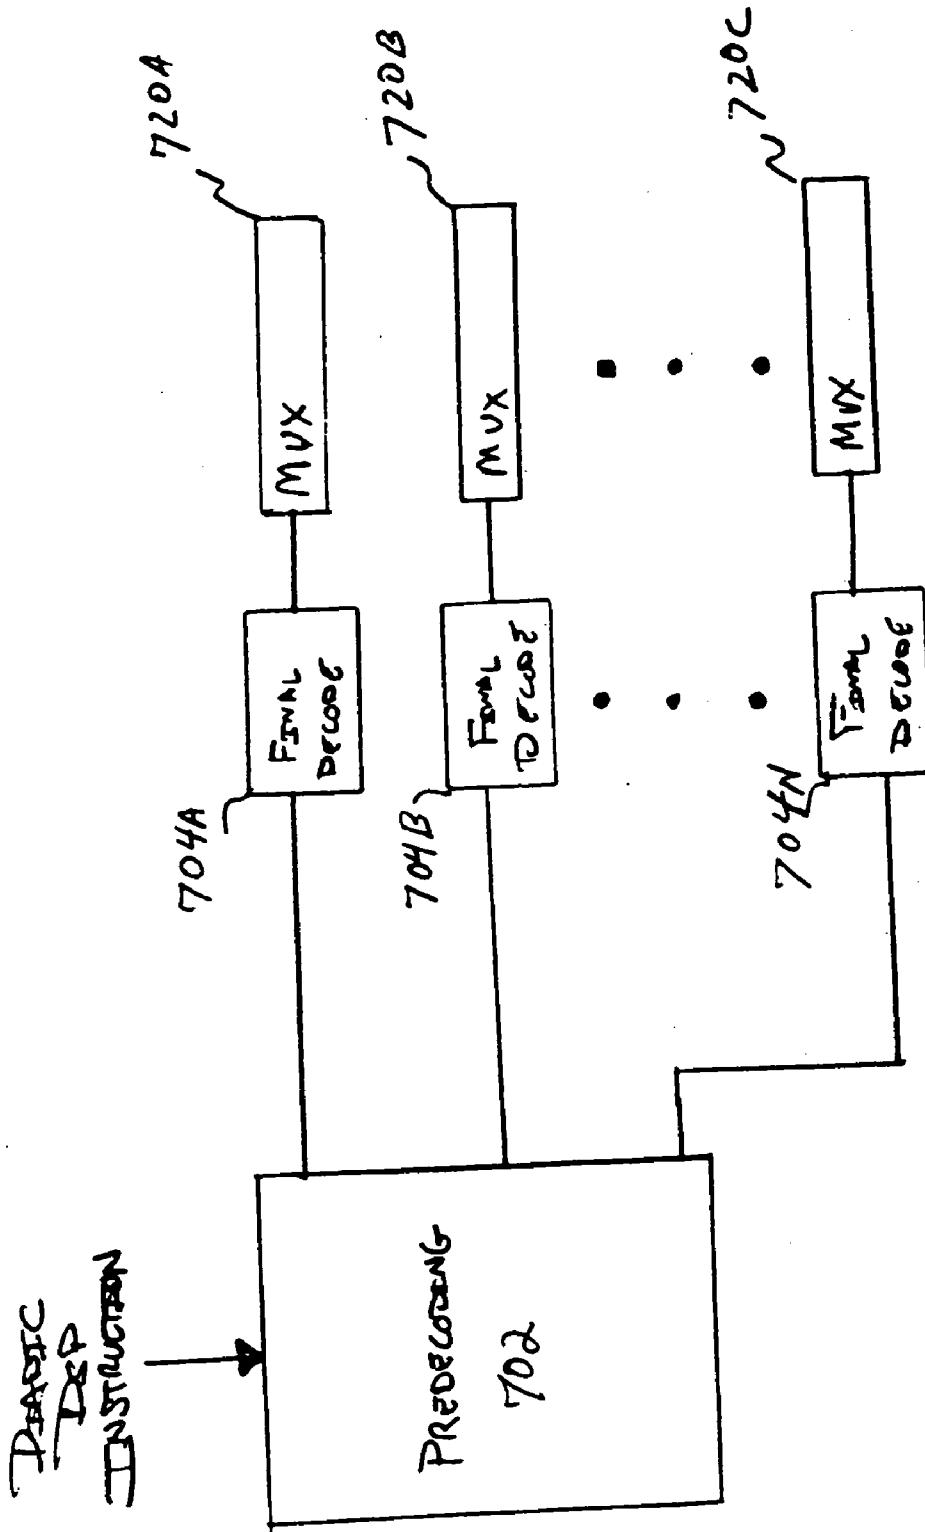 DIADIC
DSP
INSTRUCTION
PREDECODING
702
704A
FINAL
DECODE
MUX
720A
704B
FINAL
DECODE
MUX
720B
704N
FINAL
DECODE
MUX
720C